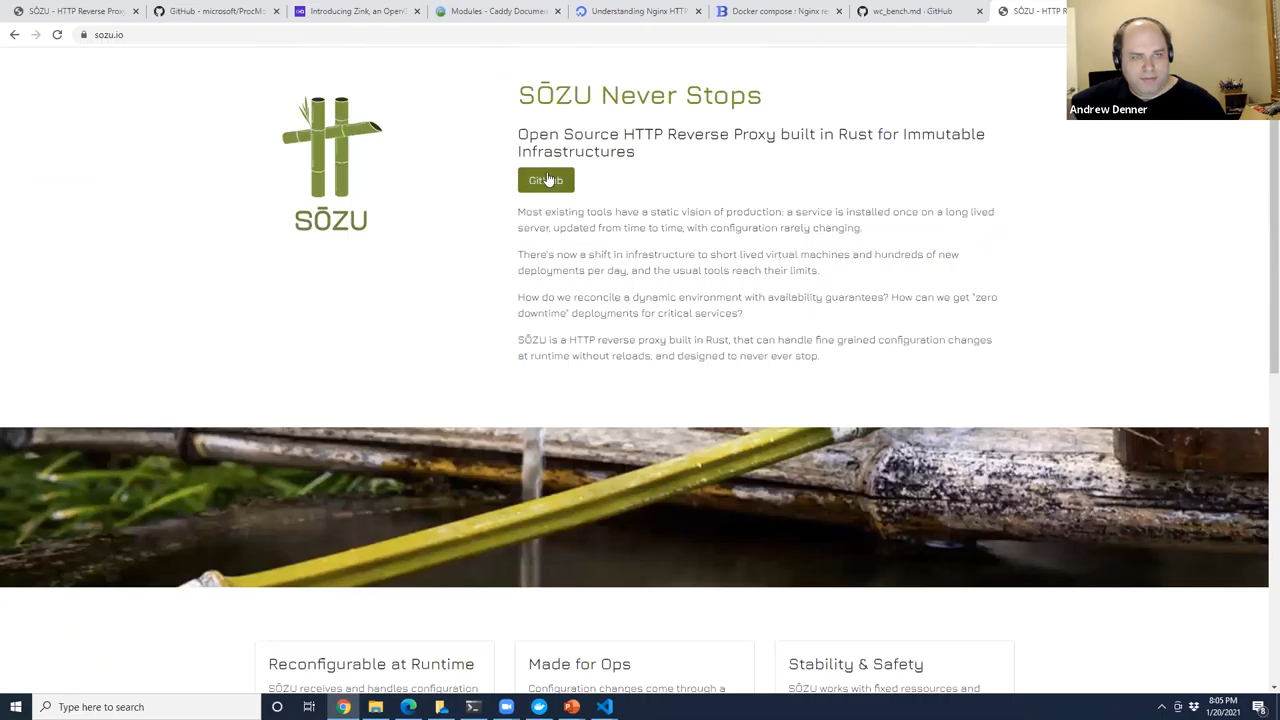 SŌZU - HTTP Reverse Proxy
GitHub - microsoft/ProcMo
Introducing Zink, an OpenG
Modules - Caddy Documen
Understanding Nginx HTTP
Docker compose : Nginx re
wc_bench.md · GitHub
SŌZU - HTTP R
sozu.io
Andrew Denner
SŌZU
SŌZU Never Stops
Open Source HTTP Reverse Proxy built in Rust for Immutable
Infrastructures
GitHub
Most existing tools have a static vision of production: a service is installed once on a long lived
server, updated from time to time, with configuration rarely changing.
There's now a shift in infrastructure to short lived virtual machines and hundreds of new
deployments per day, and the usual tools reach their limits.
How do we reconcile a dynamic environment with availability guarantees? How can we get "zero
downtime" deployments for critical services?
SŌZU is a HTTP reverse proxy built in Rust, that can handle fine grained configuration changes
at runtime without reloads, and designed to never ever stop.
Reconfigurable at Runtime
SŌZU receives and handles configuration
Made for Ops
Configuration changes come through a
Stability & Safety
SŌZU works with fixed ressources and
Type here to search
8:05 PM
1/20/2021
8